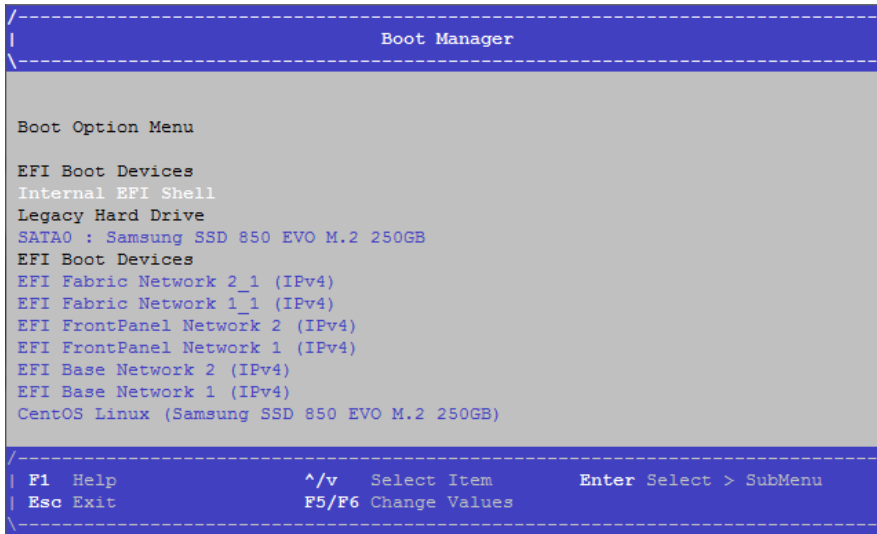 /------------------------------------------------------------------------------
| Boot Manager
\------------------------------------------------------------------------------
Boot Option Menu
EFI Boot Devices
Internal EFI Shell
Legacy Hard Drive
SATA0 : Samsung SSD 850 EVO M.2 250GB
EFI Boot Devices
EFI Fabric Network 2_1 (IPv4)
EFI Fabric Network 1_1 (IPv4)
EFI FrontPanel Network 2 (IPv4)
EFI FrontPanel Network 1 (IPv4)
EFI Base Network 2 (IPv4)
EFI Base Network 1 (IPv4)
CentOS Linux (Samsung SSD 850 EVO M.2 250GB)
/------------------------------------------------------------------------------
| F1 Help ^/v Select Item Enter Select > SubMenu
| Esc Exit F5/F6 Change Values
\------------------------------------------------------------------------------